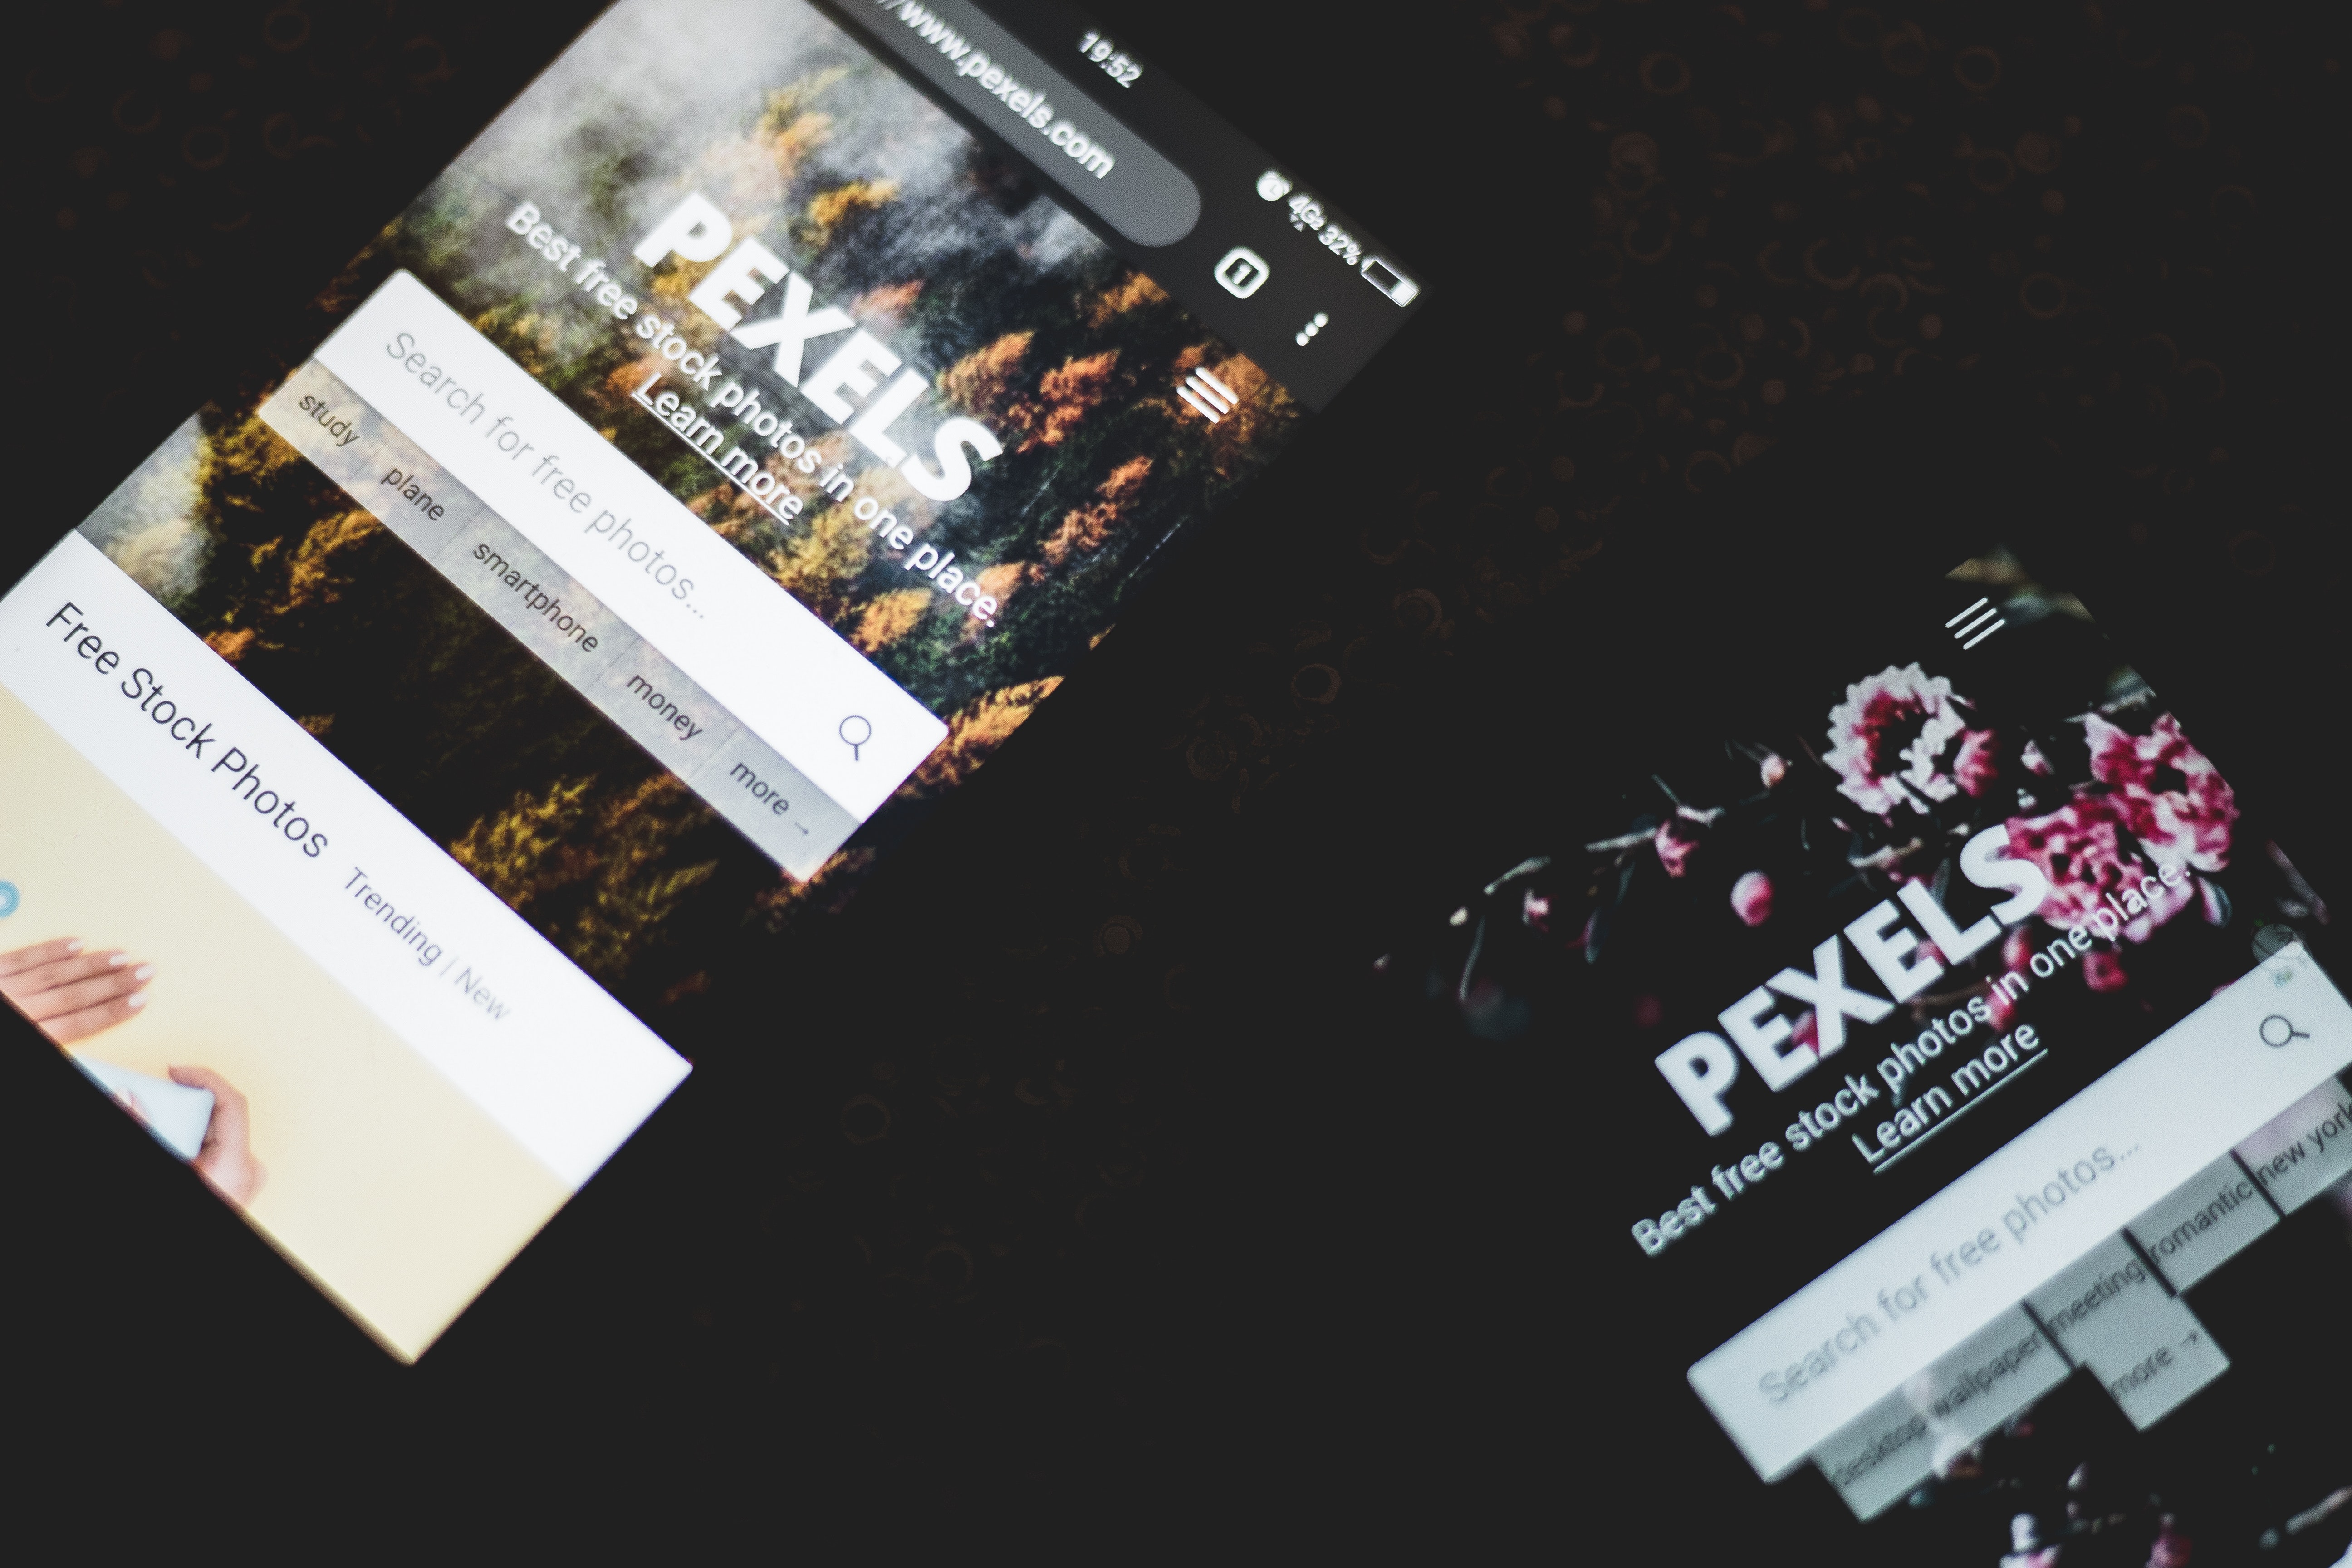 19:52
4G 32%
//www.pexels.com
1
PEXELS
Best free stock photos in one place.
Learn more
Search for free photos...
study plane smartphone money more →
Free Stock Photos Trending | New
PEXELS
Best free stock photos in one place.
Learn more
Search for free photos...
desktop wallpaper meeting romantic new york
more →